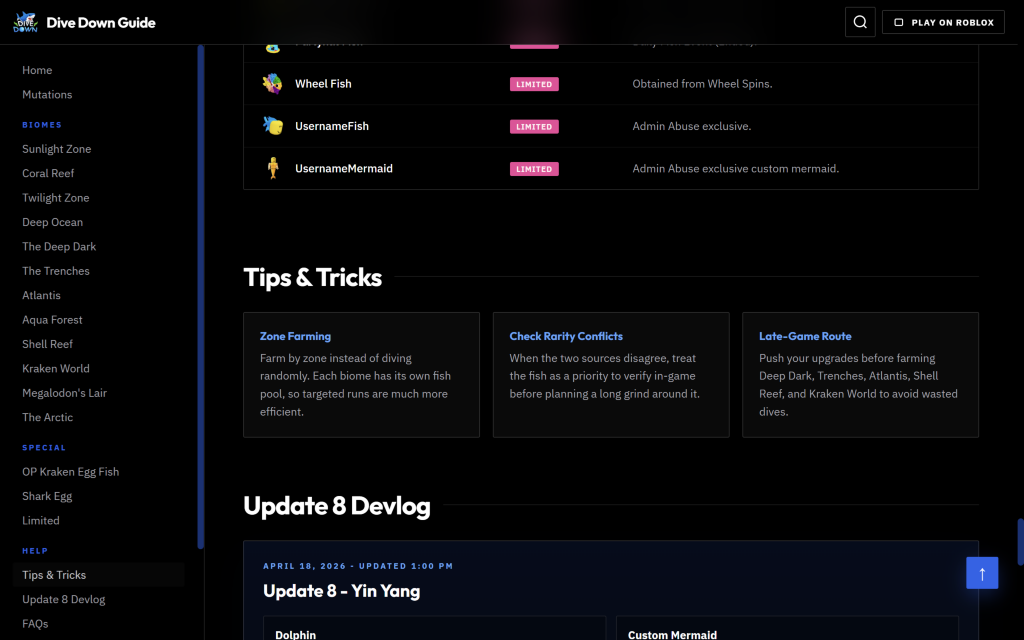 DIVE DOWN
Dive Down Guide
PLAY ON ROBLOX
Home
Mutations
BIOMES
Sunlight Zone
Coral Reef
Twilight Zone
Deep Ocean
The Deep Dark
The Trenches
Atlantis
Aqua Forest
Shell Reef
Kraken World
Megalodon's Lair
The Arctic
SPECIAL
OP Kraken Egg Fish
Shark Egg
Limited
HELP
Tips & Tricks
Update 8 Devlog
FAQs
Wheel Fish
LIMITED
Obtained from Wheel Spins.
UsernameFish
LIMITED
Admin Abuse exclusive.
UsernameMermaid
LIMITED
Admin Abuse exclusive custom mermaid.
Tips & Tricks
Zone Farming
Farm by zone instead of diving
randomly. Each biome has its own fish
pool, so targeted runs are much more
efficient.
Check Rarity Conflicts
When the two sources disagree, treat
the fish as a priority to verify in-game
before planning a long grind around it.
Late-Game Route
Push your upgrades before farming
Deep Dark, Trenches, Atlantis, Shell
Reef, and Kraken World to avoid wasted
dives.
Update 8 Devlog
APRIL 18, 2026 - UPDATED 1:00 PM
Update 8 - Yin Yang
Dolphin
Custom Mermaid